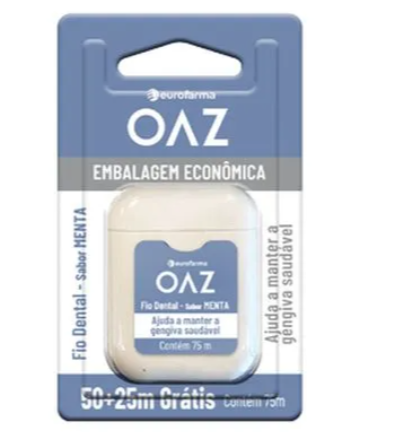 eurofarma
OAZ
EMBALAGEM ECONÔMICA
Fio Dental - Sabor MENTA
eurofarma
OAZ
Fio Dental - Sabor MENTA
Ajuda a manter a
gengiva saudável
Contém 75 m
Ajuda a manter a
gengiva saudável
50+25m Grátis Contém 75m